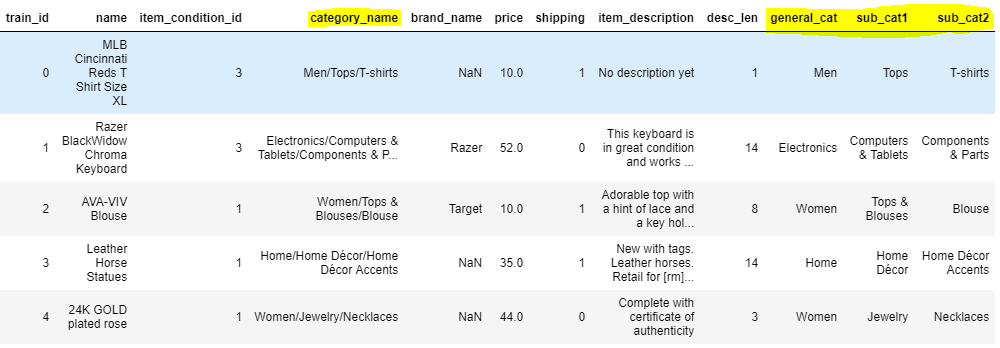 train_id name item_condition_id category_name brand_name price shipping item_description desc_len general_cat sub_cat1 sub_cat2
0 MLB Cincinnati Reds T Shirt Size XL 3 Men/Tops/T-shirts NaN 10.0 1 No description yet 1 Men Tops T-shirts
1 Razer BlackWidow Chroma Keyboard 3 Electronics/Computers & Tablets/Components & P... Razer 52.0 0 This keyboard is in great condition and works ... 14 Electronics Computers & Tablets Components & Parts
2 AVA-VIV Blouse 1 Women/Tops & Blouses/Blouse Target 10.0 1 Adorable top with a hint of lace and a key hol... 8 Women Tops & Blouses Blouse
3 Leather Horse Statues 1 Home/Home Décor/Home Décor Accents NaN 35.0 1 New with tags. Leather horses. Retail for [rm]... 14 Home Home Décor Home Décor Accents
4 24K GOLD plated rose 1 Women/Jewelry/Necklaces NaN 44.0 0 Complete with certificate of authenticity 3 Women Jewelry Necklaces